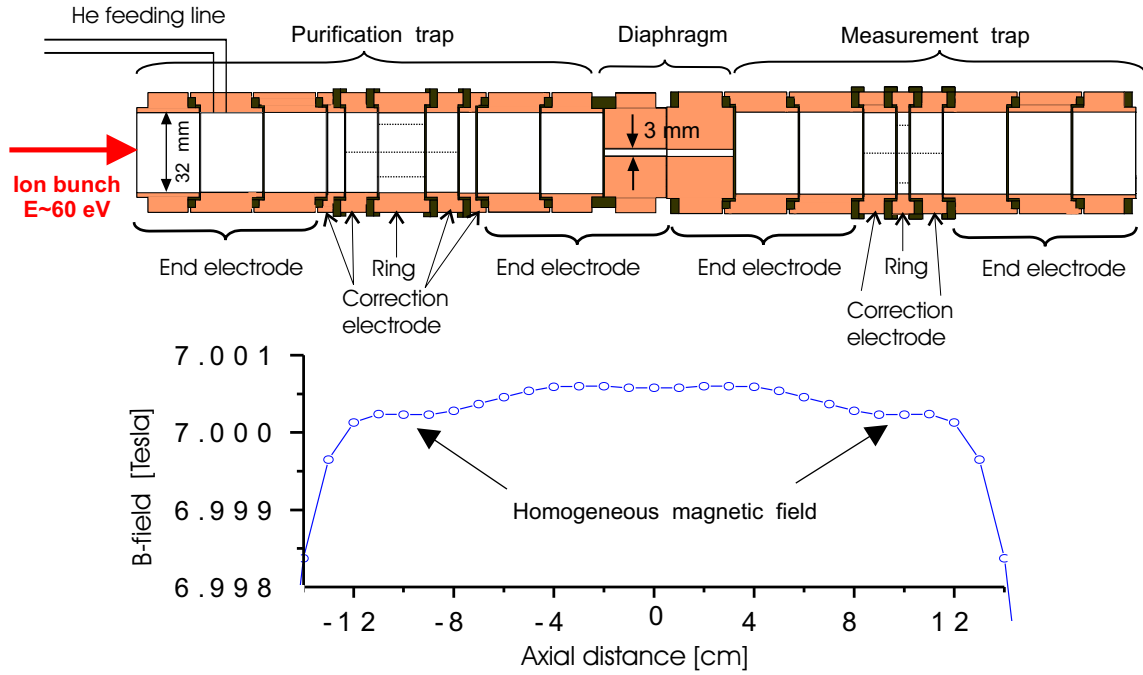 He feeding line
Purification trap
Diaphragm
Measurement trap
32 mm
3 mm
Ion bunch
E~60 eV
End electrode
Ring
Correction
electrode
End electrode
End electrode
Ring
Correction
electrode
End electrode
7.001
7.000
6.999
6.998
B-field [Tesla]
Homogeneous magnetic field
-12
-8
-4
0
4
8
12
Axial distance [cm]